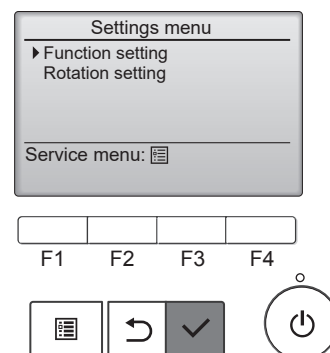 Settings menu
Function setting
Rotation setting
Service menu:
F1 F2 F3 F4